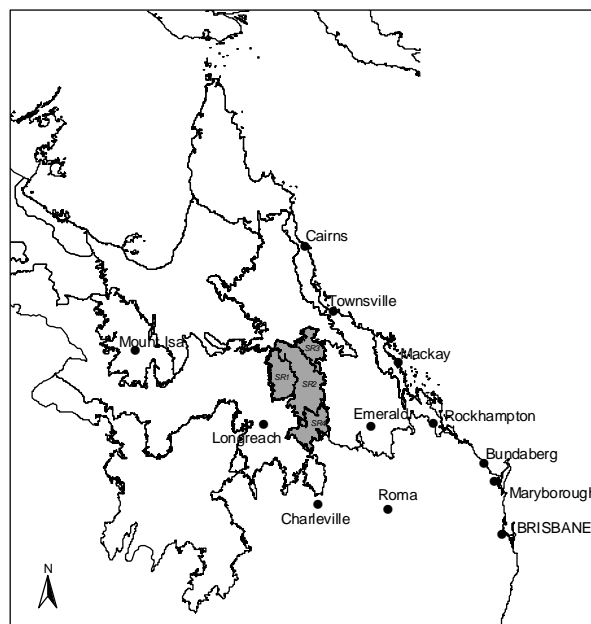 Cairns
Townsville
Mount Isa
SR3
Mackay
SR1
SR2
Emerald
Rockhampton
SR4
Longreach
Bundaberg
Maryborough
Charleville
Roma
BRISBANE
N